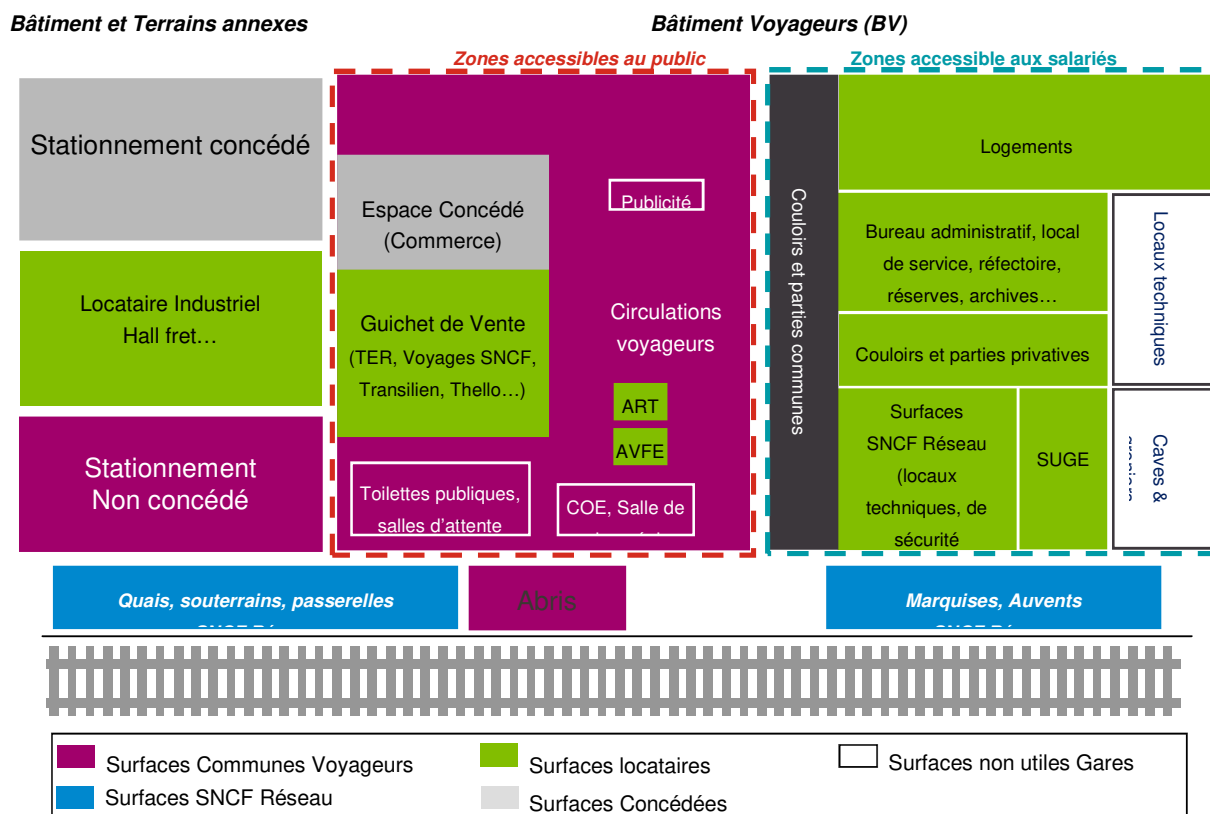 Bâtiment et Terrains annexes
Bâtiment Voyageurs (BV)
Zones accessibles au public
Zones accessible aux salariés
Stationnement concédé
Locataire Industriel
Hall fret…
Stationnement
Non concédé
Espace Concédé
(Commerce)
Guichet de Vente
(TER, Voyages SNCF,
Transilien, Thello…)
Toilettes publiques,
salles d’attente
Publicité
Circulations
voyageurs
ART
AVFE
COE, Salle de
Couloirs et parties communes
Logements
Bureau administratif, local
de service, réfectoire,
réserves, archives…
Couloirs et parties privatives
Surfaces
SNCF Réseau
(locaux
techniques, de
sécurité
SUGE
Locaux techniques
Caves &
Quais, souterrains, passerelles
Abris
Marquises, Auvents
Surfaces Communes Voyageurs
Surfaces locataires
Surfaces non utiles Gares
Surfaces SNCF Réseau
Surfaces Concédées